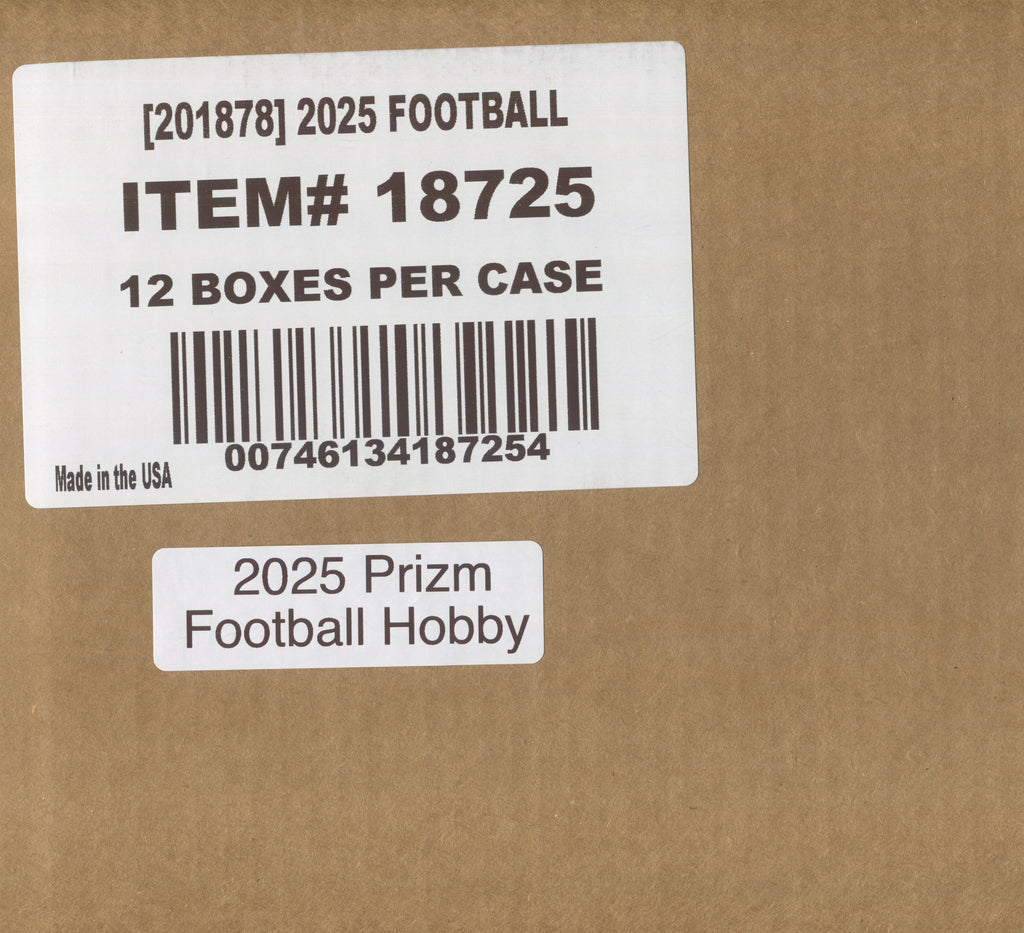 [201878] 2025 FOOTBALL
ITEM# 18725
12 BOXES PER CASE
00746134187254
Made in the USA
2025 Prizm
Football Hobby